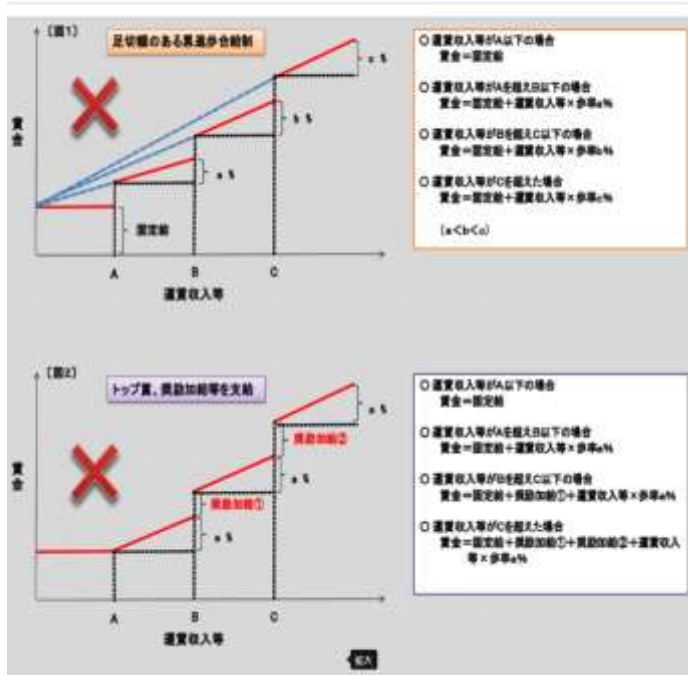 ［図1］
足切額のある累進歩合給制
賃金
c %
b %
a %
固定給
A
B
C
運賃収入等
○ 運賃収入等がA以下の場合
賃金＝固定給
○ 運賃収入等がAを超えB以下の場合
賃金＝固定給＋運賃収入等×歩率a%
○ 運賃収入等がBを超えC以下の場合
賃金＝固定給＋運賃収入等×歩率b%
○ 運賃収入等がCを超えた場合
賃金＝固定給＋運賃収入等×歩率c%
(a＜b＜c)
［図2］
トップ賞、奨励加給等を支給
賃金
a %
奨励加給②
a %
奨励加給①
a %
A
B
C
運賃収入等
○ 運賃収入等がA以下の場合
賃金＝固定給
○ 運賃収入等がAを超えB以下の場合
賃金＝固定給＋運賃収入等×歩率a%
○ 運賃収入等がBを超えC以下の場合
賃金＝固定給＋奨励加給①＋運賃収入等×歩率a%
○ 運賃収入等がCを超えた場合
賃金＝固定給＋奨励加給①＋奨励加給②＋運賃収入
等×歩率a%